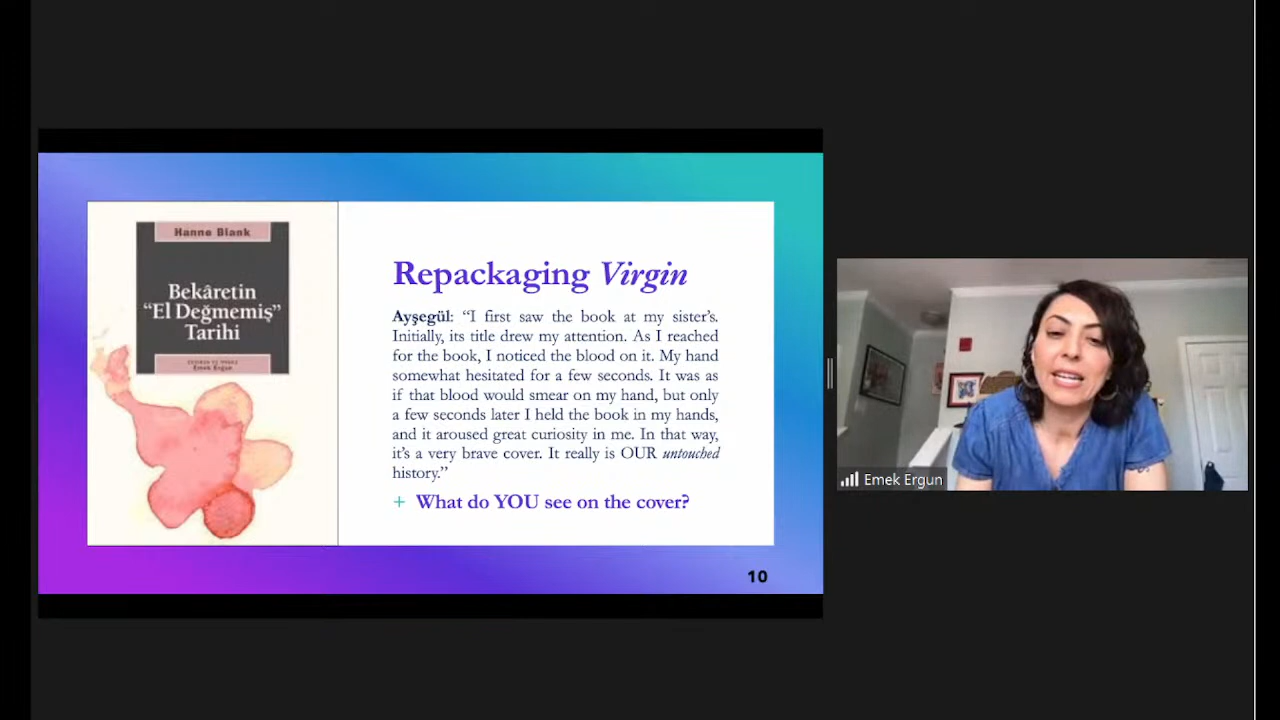 Hanne Blank
Bekâretin
“El Değmemiş”
Tarihi
Emek Ergun
Repackaging Virgin
Ayşegül: “I first saw the book at my sister’s.
Initially, its title drew my attention. As I reached
for the book, I noticed the blood on it. My hand
somewhat hesitated for a few seconds. It was as
if that blood would smear on my hand, but only
a few seconds later I held the book in my hands,
and it aroused great curiosity in me. In that way,
it’s a very brave cover. It really is OUR untouched
history.”
+ What do YOU see on the cover?
10
Emek Ergun